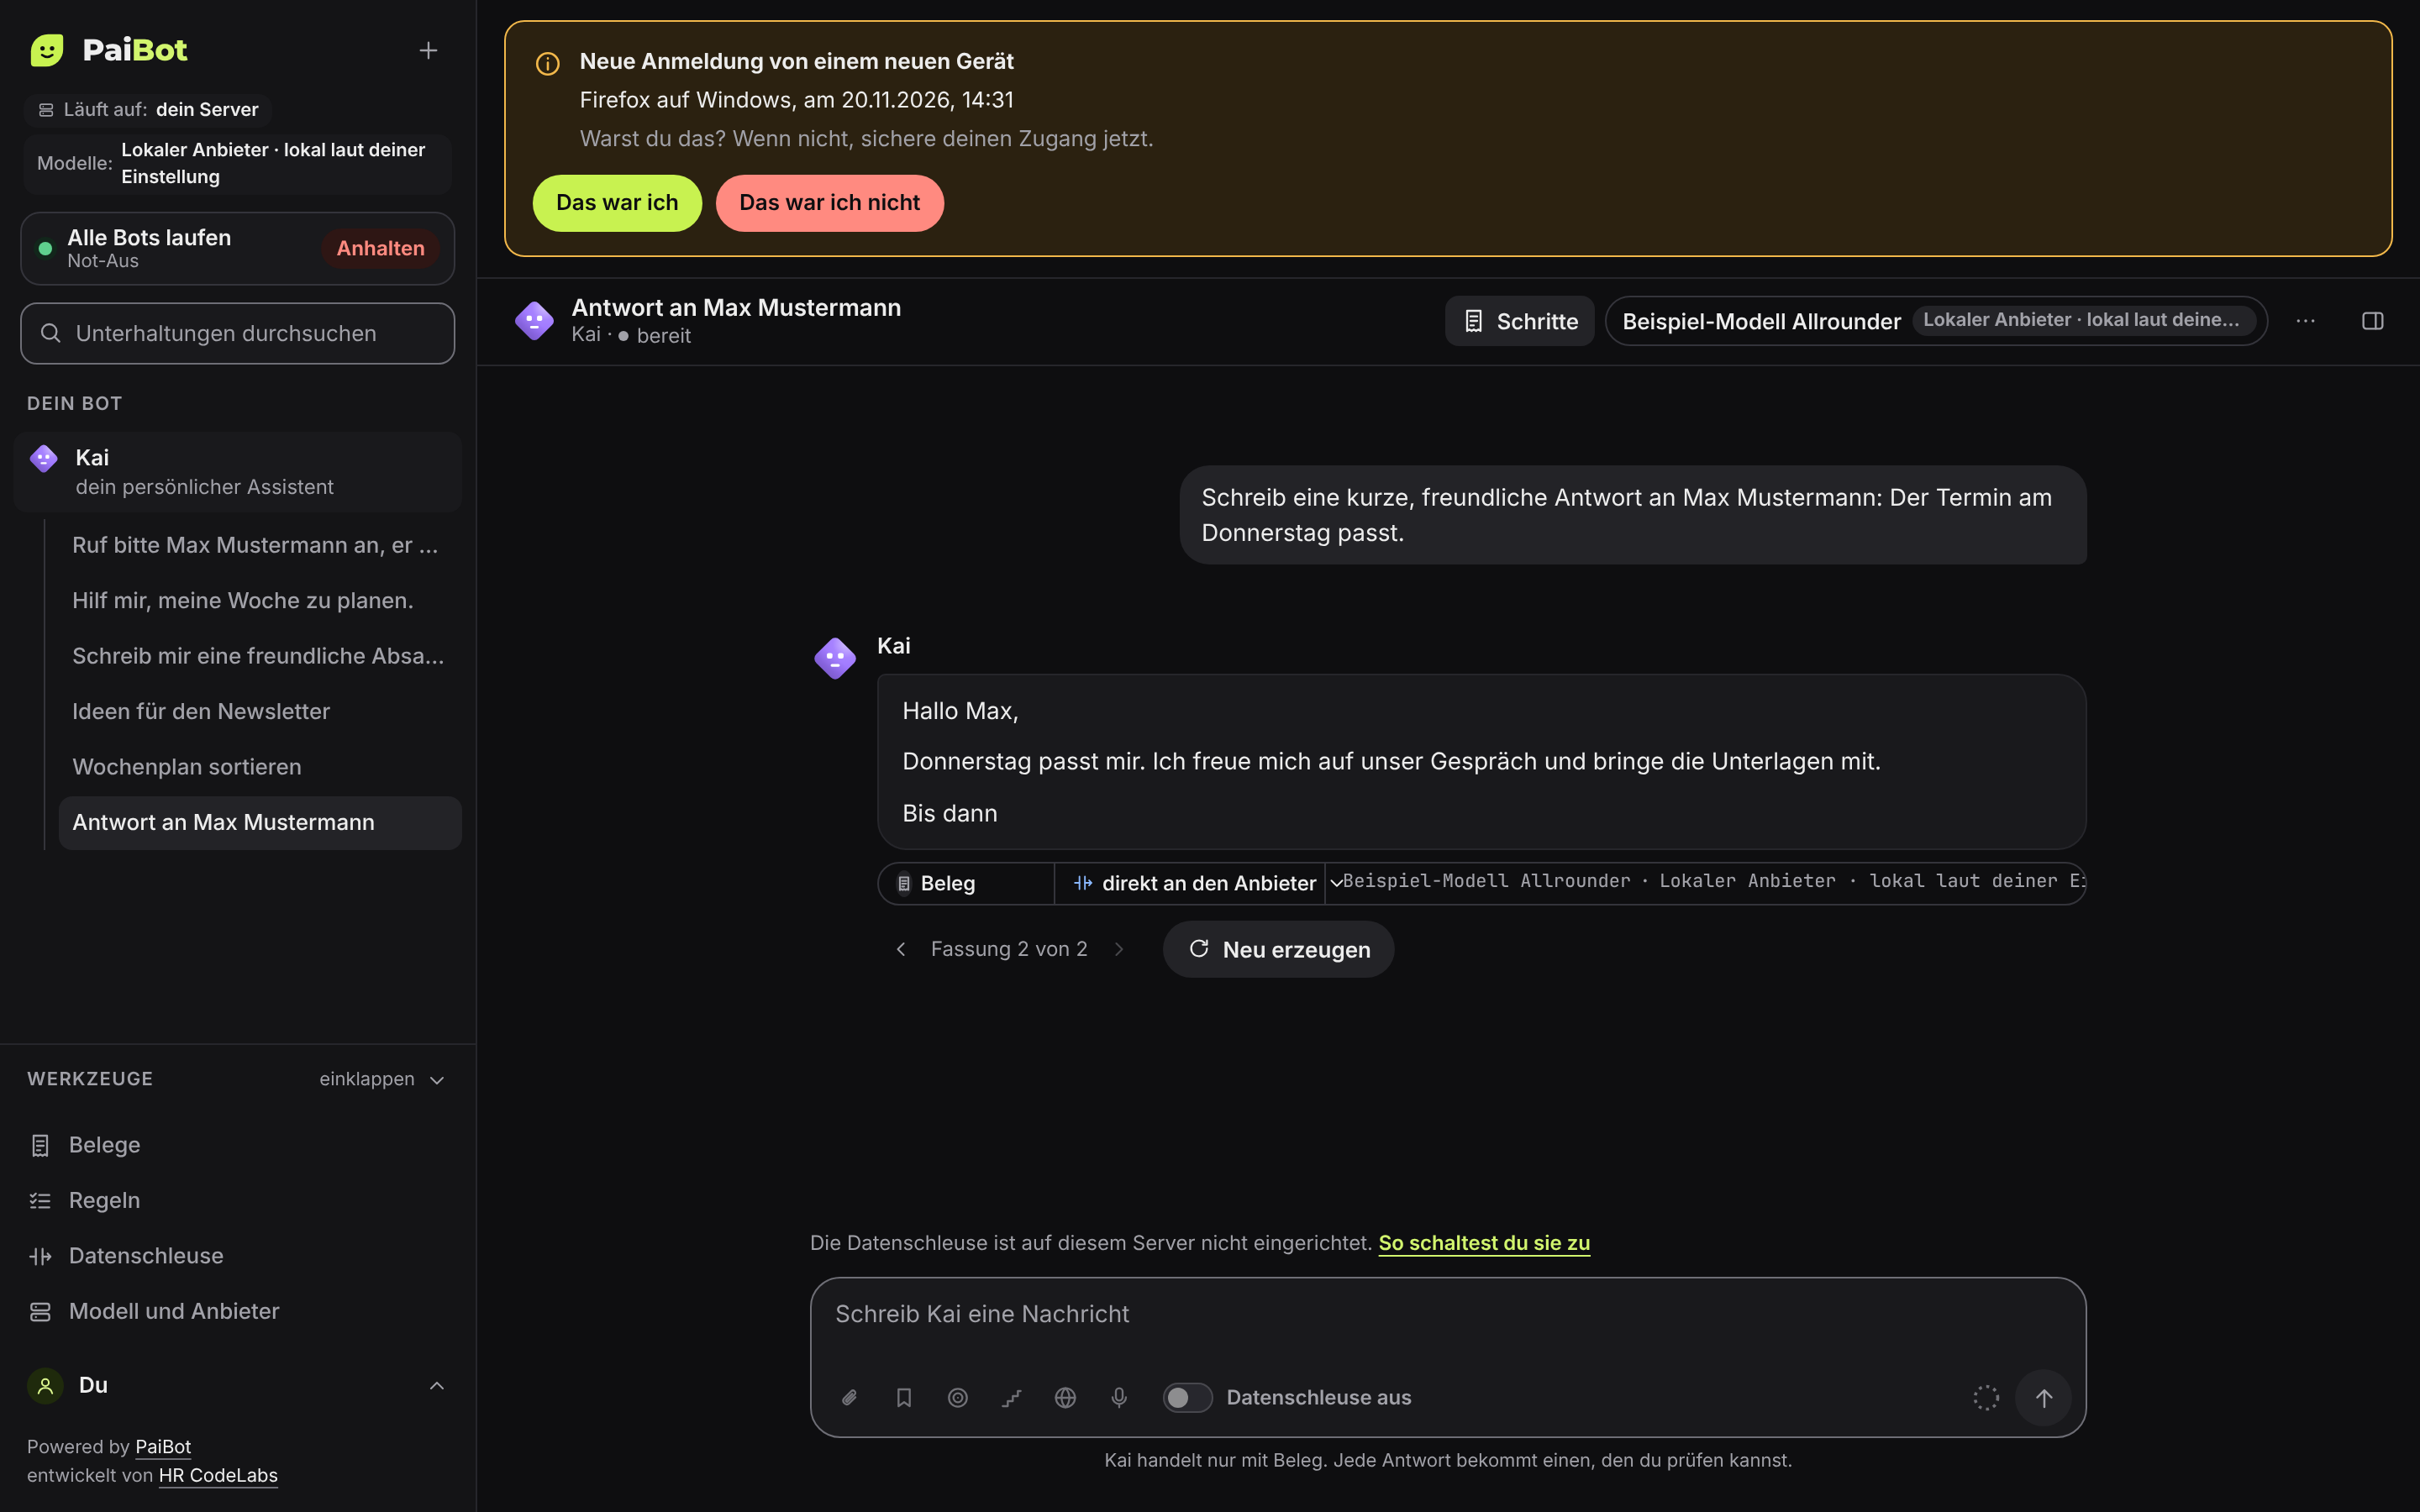 PaiBot
Läuft auf: dein Server
Modelle: Lokaler Anbieter · lokal laut deiner
Einstellung
Alle Bots laufen
Not-Aus
Anhalten
Unterhaltungen durchsuchen
DEIN BOT
Kai
dein persönlicher Assistent
Ruf bitte Max Mustermann an, er ...
Hilf mir, meine Woche zu planen.
Schreib mir eine freundliche Absa...
Ideen für den Newsletter
Wochenplan sortieren
Antwort an Max Mustermann
WERKZEUGE
einklappen
Belege
Regeln
Datenschleuse
Modell und Anbieter
Du
Powered by PaiBot
entwickelt von HR CodeLabs
Neue Anmeldung von einem neuen Gerät
Firefox auf Windows, am 20.11.2026, 14:31
Warst du das? Wenn nicht, sichere deinen Zugang jetzt.
Das war ich
Das war ich nicht
Antwort an Max Mustermann
Kai · bereit
Schritte
Beispiel-Modell Allrounder
Lokaler Anbieter · lokal laut deine...
Schreib eine kurze, freundliche Antwort an Max Mustermann: Der Termin am
Donnerstag passt.
Kai
Hallo Max,
Donnerstag passt mir. Ich freue mich auf unser Gespräch und bringe die Unterlagen mit.
Bis dann
Beleg
direkt an den Anbieter
Beispiel-Modell Allrounder · Lokaler Anbieter · lokal laut deiner
Fassung 2 von 2
Neu erzeugen
Die Datenschleuse ist auf diesem Server nicht eingerichtet. So schaltest du sie zu
Schreib Kai eine Nachricht
Datenschleuse aus
Kai handelt nur mit Beleg. Jede Antwort bekommt einen, den du prüfen kannst.